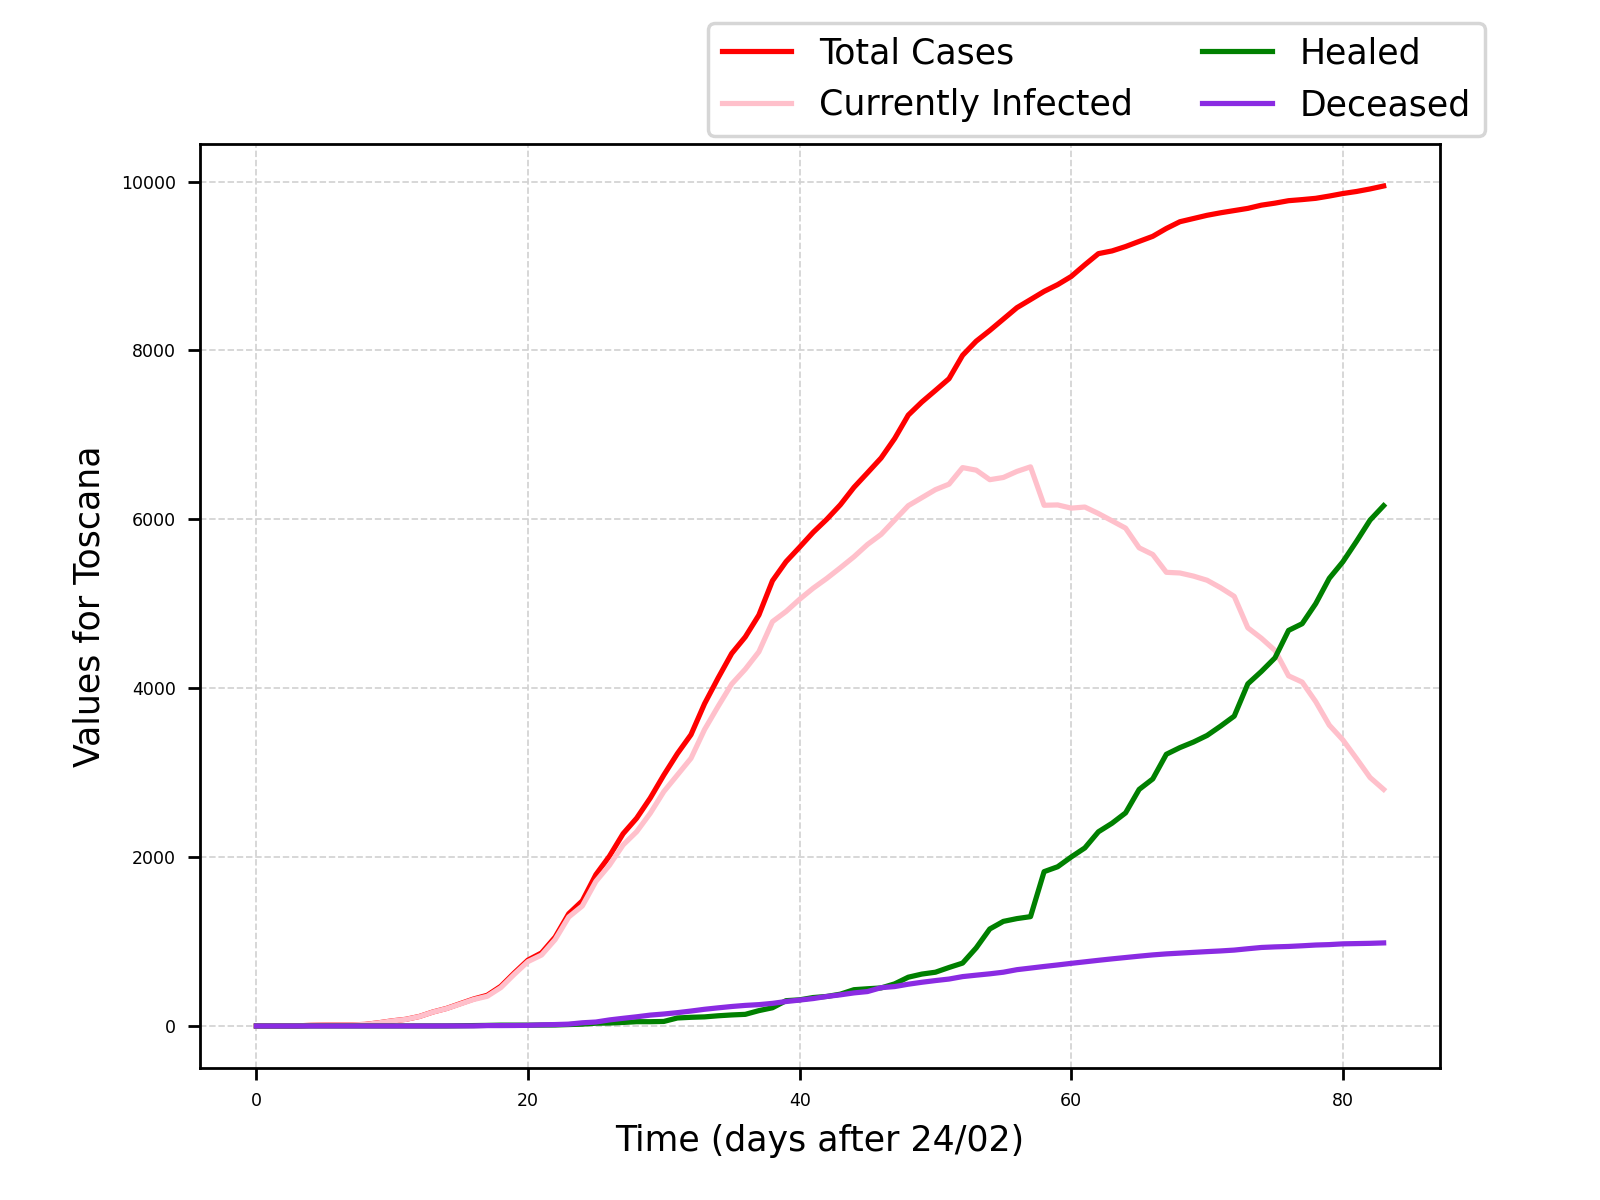 Total Cases
Currently Infected
Healed
Deceased
10000
8000
6000
4000
2000
0
Values for Toscana
0 20 40 60 80
Time (days after 24/02)